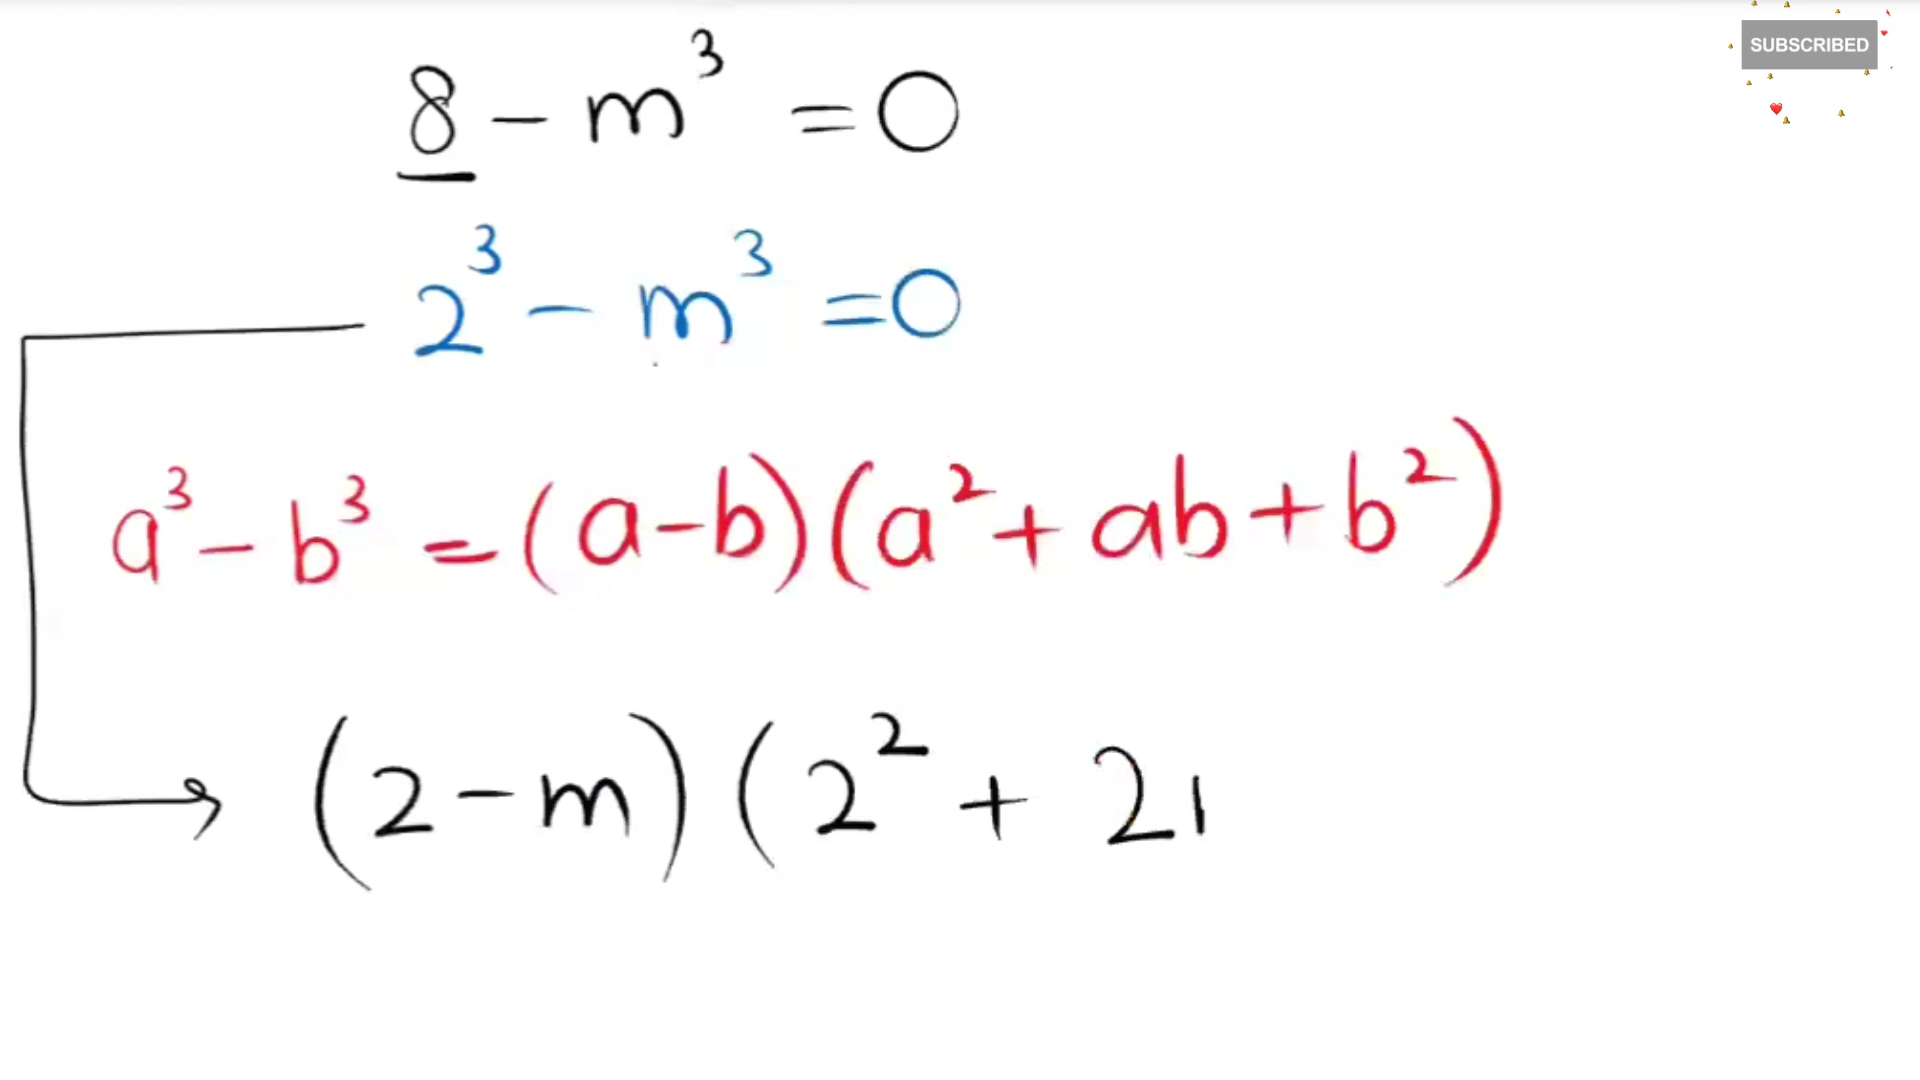 SUBSCRIBED
8 - m³ = 0
2³ - m³ = 0
a³ - b³ = (a-b)(a² + ab + b²)
(2 - m)(2² + 2